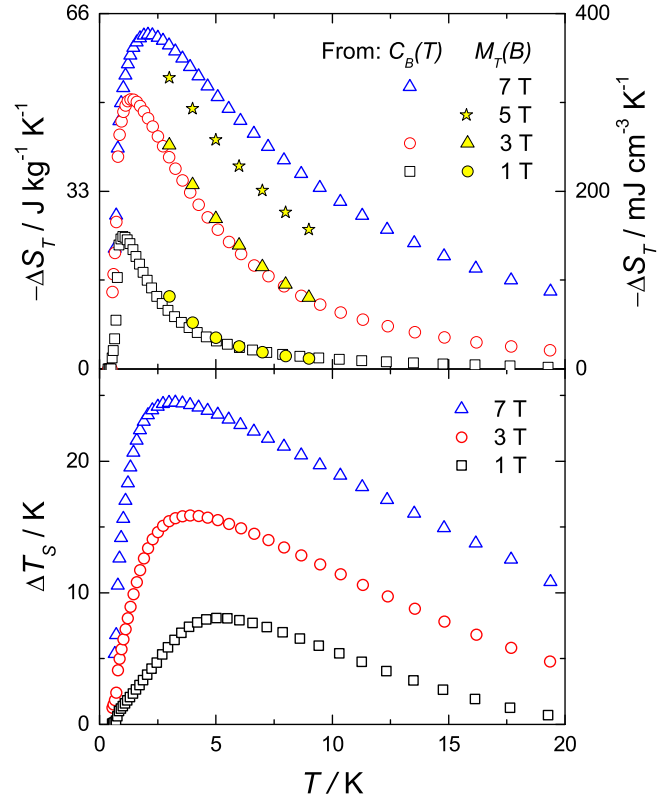 66
400
From: C_B(T) M_T(B)
7 T
5 T
3 T
1 T
33
200
−ΔS_T / J kg⁻¹ K⁻¹
−ΔS_T / mJ cm⁻³ K⁻¹
0
0
7 T
3 T
1 T
20
10
0
ΔT_S / K
0 5 10 15 20
T / K